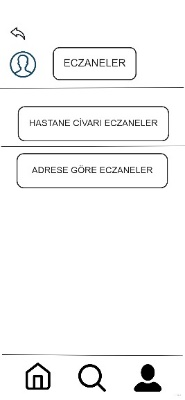 ECZANELER
HASTANE CİVARI ECZANELER
ADRESE GÖRE ECZANELER